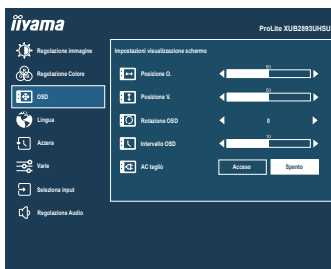 iiyama
ProLite XUB2893UHSU
Regolazione immagine
Regolazione Colore
OSD
Lingua
Azzera
Varie
Seleziona input
Regolazione Audio
Impostazioni visualizzazione schermo
Posizione O.
50
Posizione V.
50
Rotazione OSD
0
Intervallo OSD
10
AC tagliò
Acceso
Spento